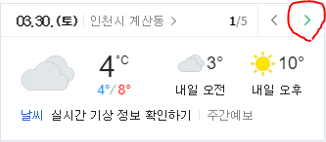 03.30.(토) 인천시 계산동 > 1/5 < >
4°C 3° 10°
4°/8° 내일 오전 내일 오후
날씨 실시간 기상 정보 확인하기 주간예보